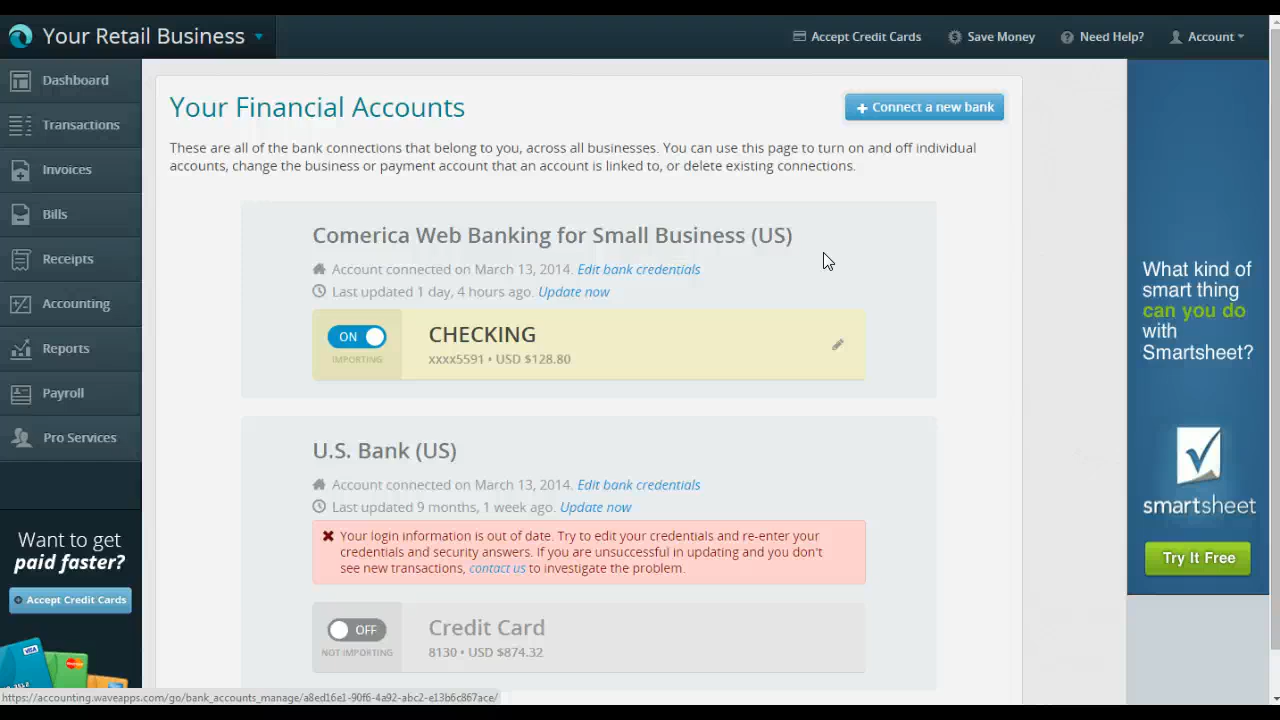 Your Retail Business
Accept Credit Cards
Save Money
Need Help?
Account
Dashboard
Transactions
Invoices
Bills
Receipts
Accounting
Reports
Payroll
Pro Services
Want to get
paid faster?
Accept Credit Cards
VISA
Your Financial Accounts
+ Connect a new bank
These are all of the bank connections that belong to you, across all businesses. You can use this page to turn on and off individual
accounts, change the business or payment account that an account is linked to, or delete existing connections.
Comerica Web Banking for Small Business (US)
Account connected on March 13, 2014. Edit bank credentials
Last updated 1 day, 4 hours ago. Update now
ON
IMPORTING
CHECKING
xxxx5591 • USD $128.80
U.S. Bank (US)
Account connected on March 13, 2014. Edit bank credentials
Last updated 9 months, 1 week ago. Update now
Your login information is out of date. Try to edit your credentials and re-enter your
credentials and security answers. If you are unsuccessful in updating and you don't
see new transactions, contact us to investigate the problem.
OFF
NOT IMPORTING
Credit Card
8130 • USD $874.32
What kind of
smart thing
can you do
with
Smartsheet?
smartsheet
Try It Free
https://accounting.waveapps.com/go/bank_accounts_manage/a8ed16e1-90f6-4a92-abc2-e13b6c867ace/